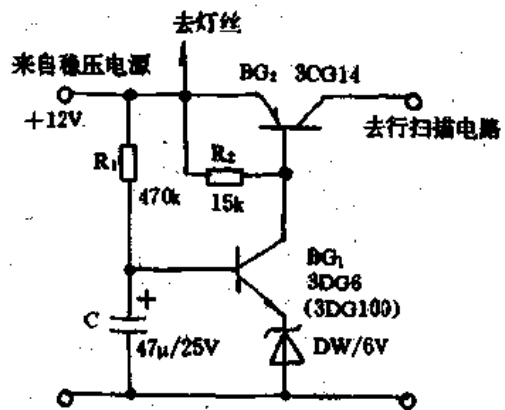 去灯丝
来自稳压电源
BG₂ 3CG14
+12V
去行扫描电路
R₁
R₂
470k
15k
BG₁
3DG6
(3DG100)
C
+
47μ/25V
DW/6V